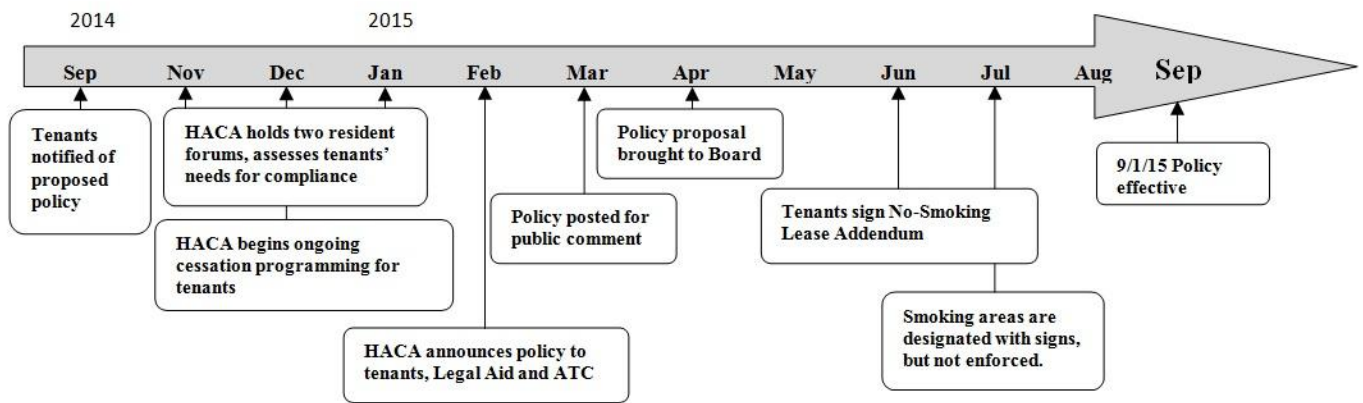 2014 2015
Sep Nov Dec Jan Feb Mar Apr May Jun Jul Aug Sep
Tenants
notified of
proposed
policy
HACA holds two resident
forums, assesses tenants’
needs for compliance
HACA begins ongoing
cessation programming for
tenants
HACA announces policy to
tenants, Legal Aid and ATC
Policy posted for
public comment
Policy proposal
brought to Board
Tenants sign No-Smoking
Lease Addendum
Smoking areas are
designated with signs,
but not enforced.
9/1/15 Policy
effective